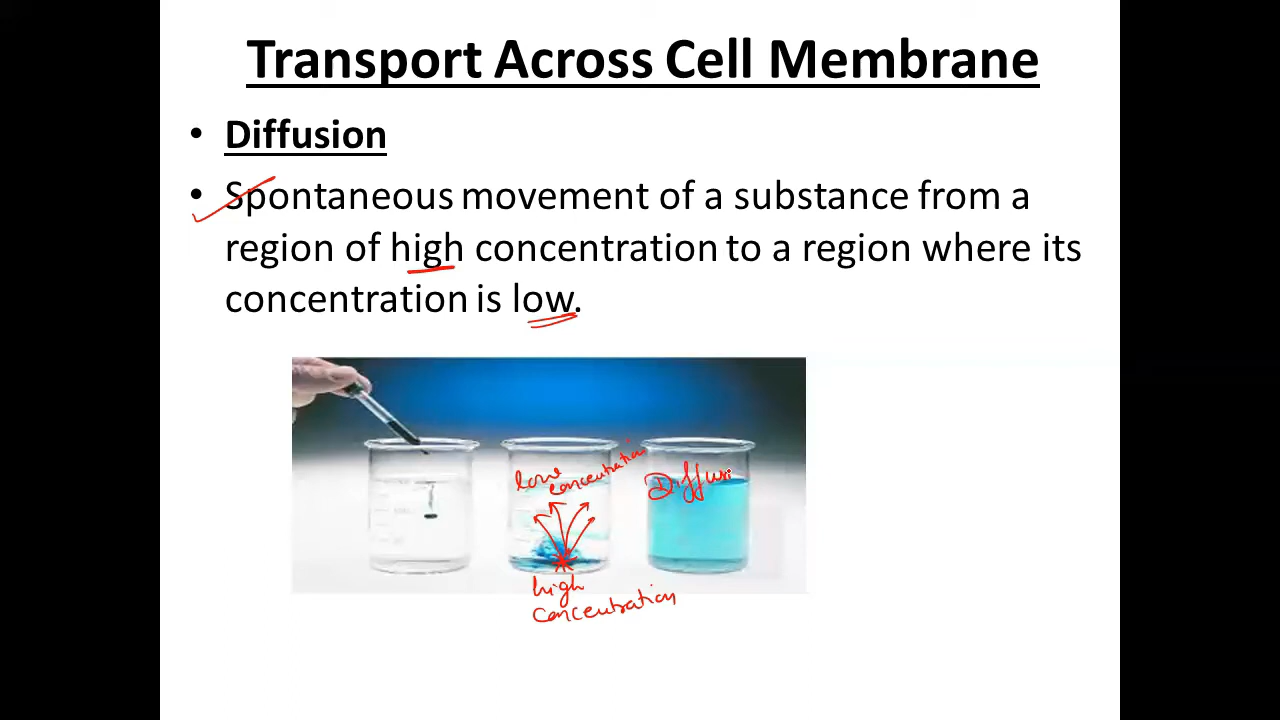 Transport Across Cell Membrane
• Diffusion
• Spontaneous movement of a substance from a
region of high concentration to a region where its
concentration is low.
low
concentration
Diffusi
high
concentration